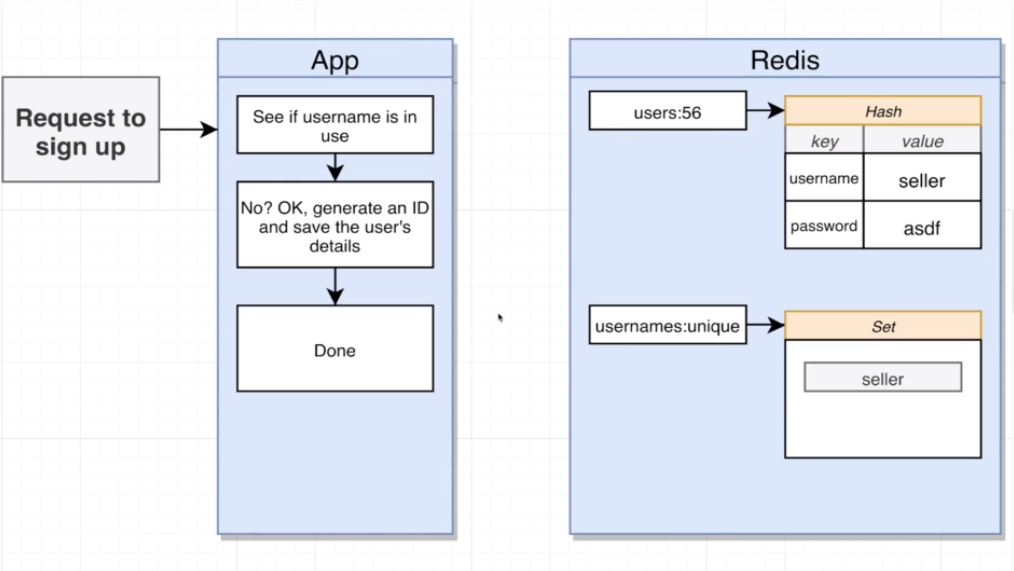 Request to
sign up
App
See if username is in
use
No? OK, generate an ID
and save the user's
details
Done
Redis
users:56
Hash
key value
username seller
password asdf
usernames:unique
Set
seller